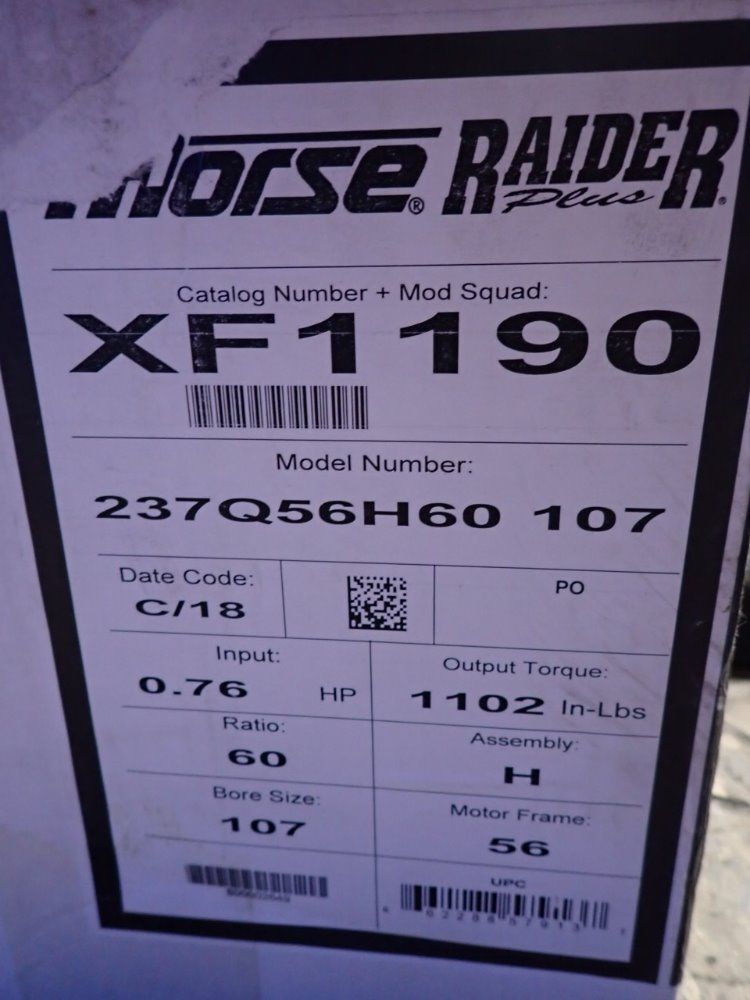 Horse® RAIDER Plus
Catalog Number + Mod Squad:
XF1190
Model Number:
237Q56H60 107
Date Code:
C/18
PO
Input:
0.76 HP
Output Torque:
1102 In-Lbs
Ratio:
60
Assembly:
H
Bore Size:
107
Motor Frame:
56
UPC